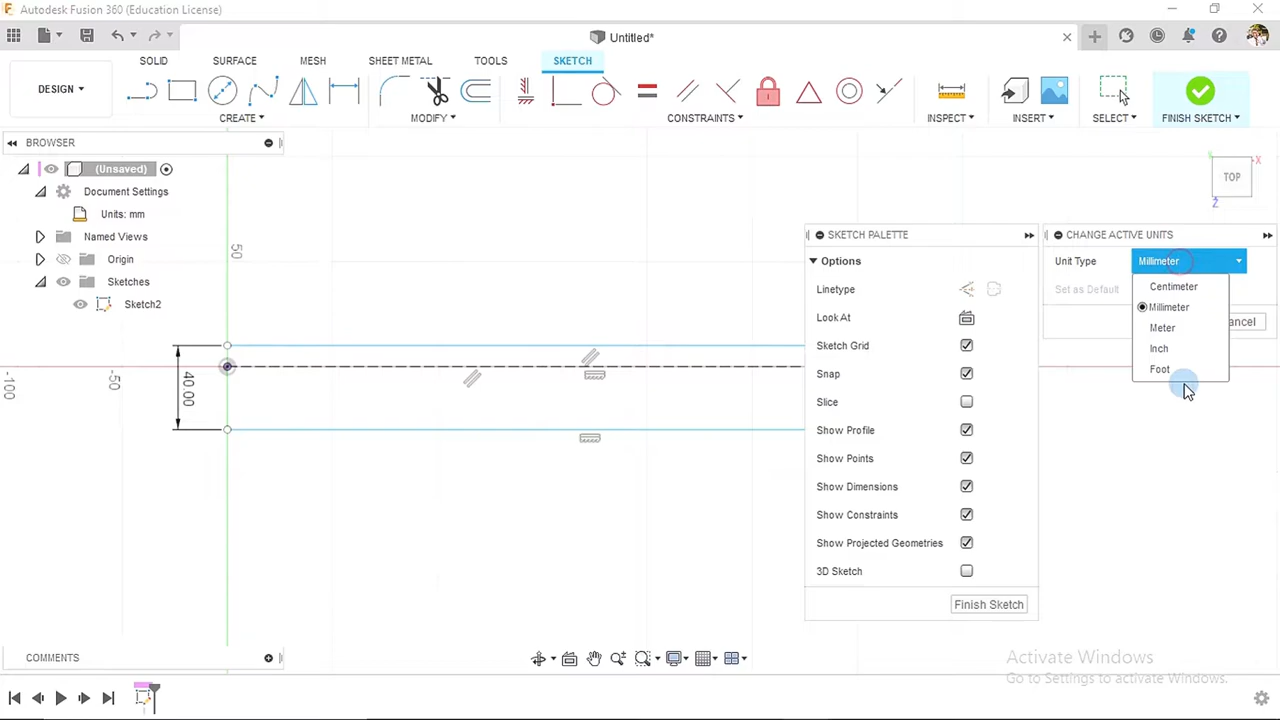 Autodesk Fusion 360 (Education License)
Untitled*
SOLID SURFACE MESH SHEET METAL TOOLS SKETCH
DESIGN
CREATE MODIFY CONSTRAINTS INSPECT INSERT SELECT FINISH SKETCH
BROWSER
(Unsaved)
Document Settings
Units: mm
Named Views
Origin
Sketches
Sketch2
TOP
X
Y
Z
50
-100
-50
40.00
SKETCH PALETTE
Options
Linetype
Look At
Sketch Grid
Snap
Slice
Show Profile
Show Points
Show Dimensions
Show Constraints
Show Projected Geometries
3D Sketch
Finish Sketch
CHANGE ACTIVE UNITS
Unit Type Millimeter
Set as Default
Centimeter
Millimeter
Meter
Inch
Foot
COMMENTS
Activate Windows
Go to Settings to activate Windows.